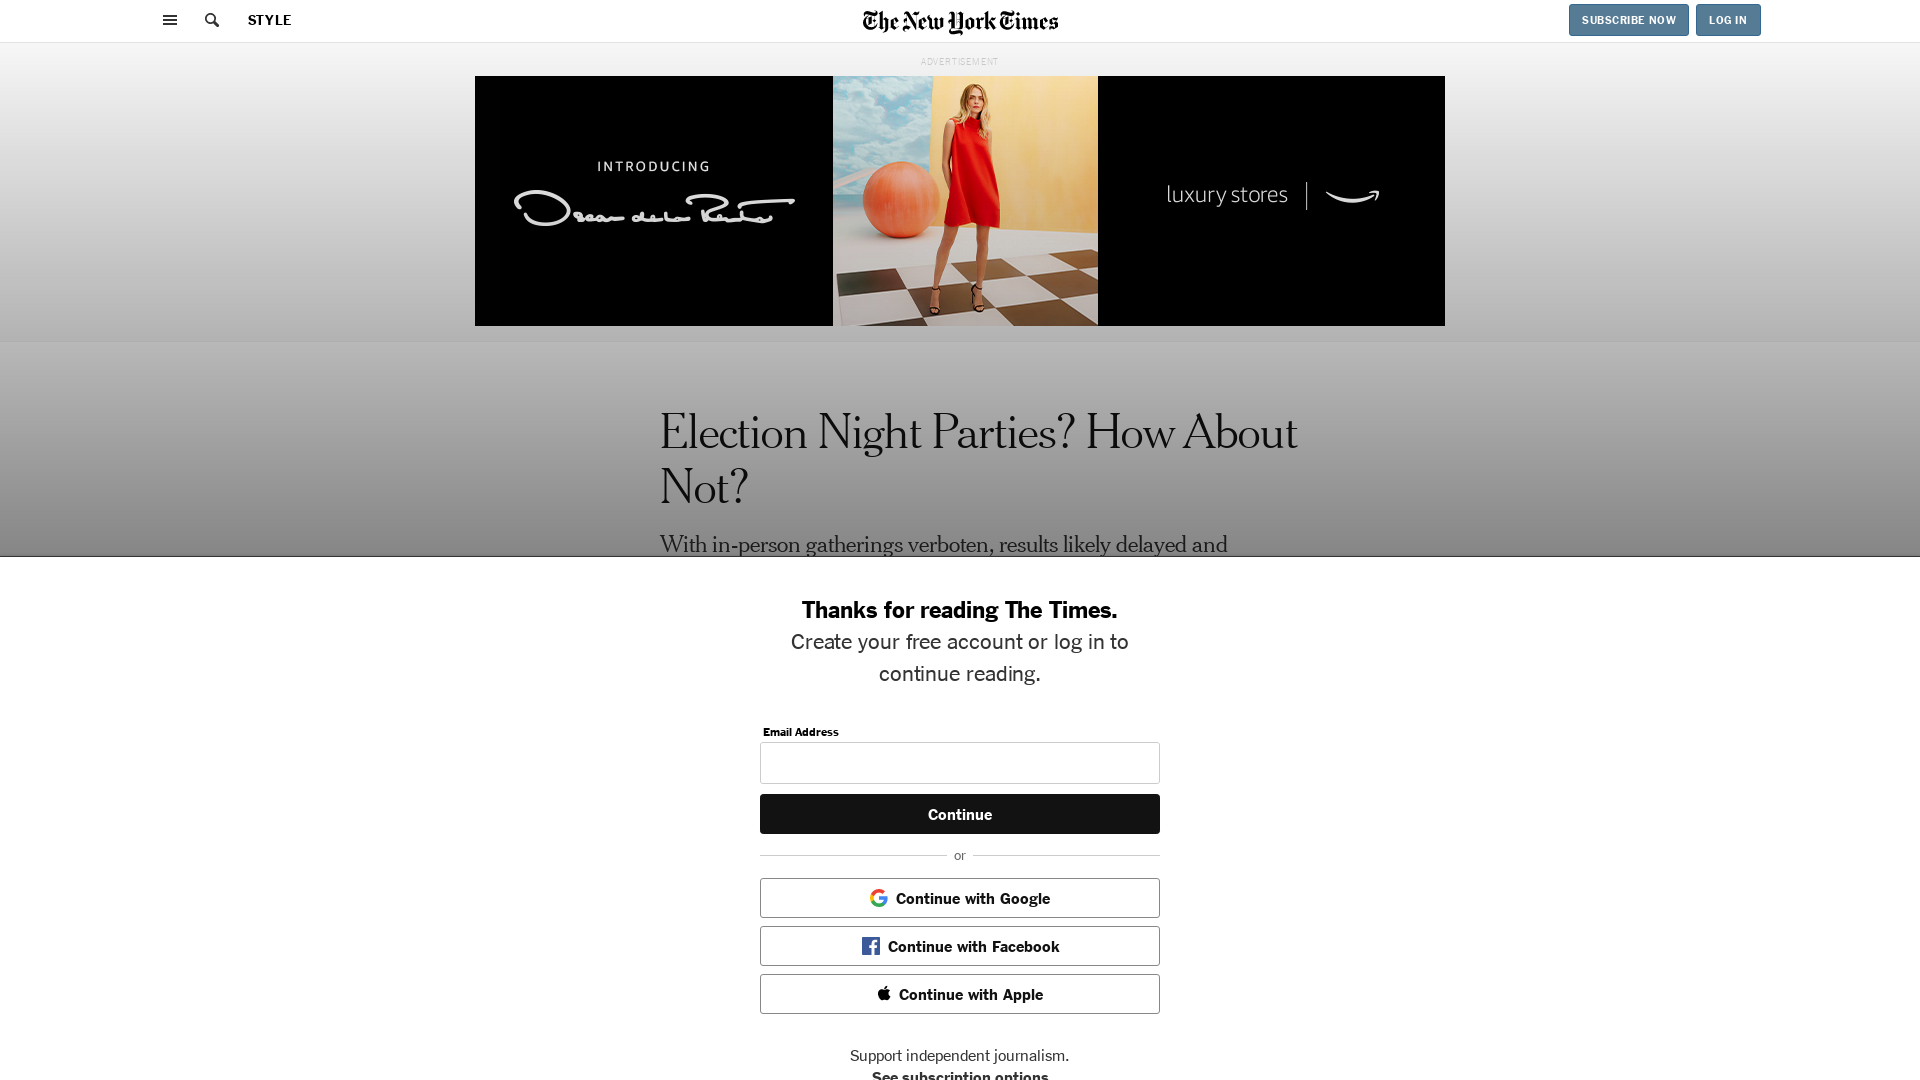 STYLE
The New York Times
SUBSCRIBE NOW
LOG IN
ADVERTISEMENT
INTRODUCING
Oscar de la Renta
luxury stores
Election Night Parties? How About
Not?
With in-person gatherings verboten, results likely delayed and
Thanks for reading The Times.
Create your free account or log in to
continue reading.
Email Address
Continue
or
Continue with Google
Continue with Facebook
Continue with Apple
Support independent journalism.
See subscription options